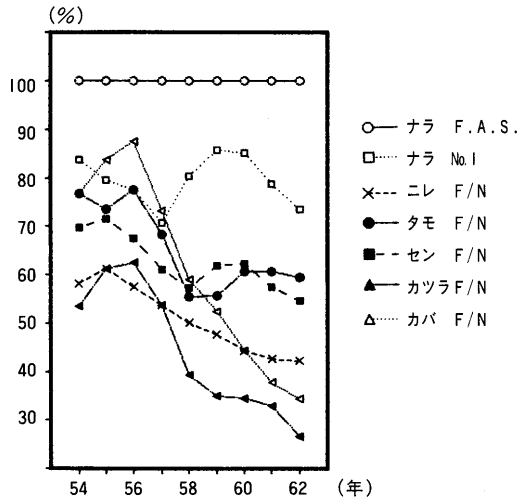 (%)
100
90
80
70
60
50
40
30
54 56 58 60 62 (年)
ナラ F.A.S.
ナラ No.1
ニレ F/N
タモ F/N
セン F/N
カツラ F/N
カバ F/N